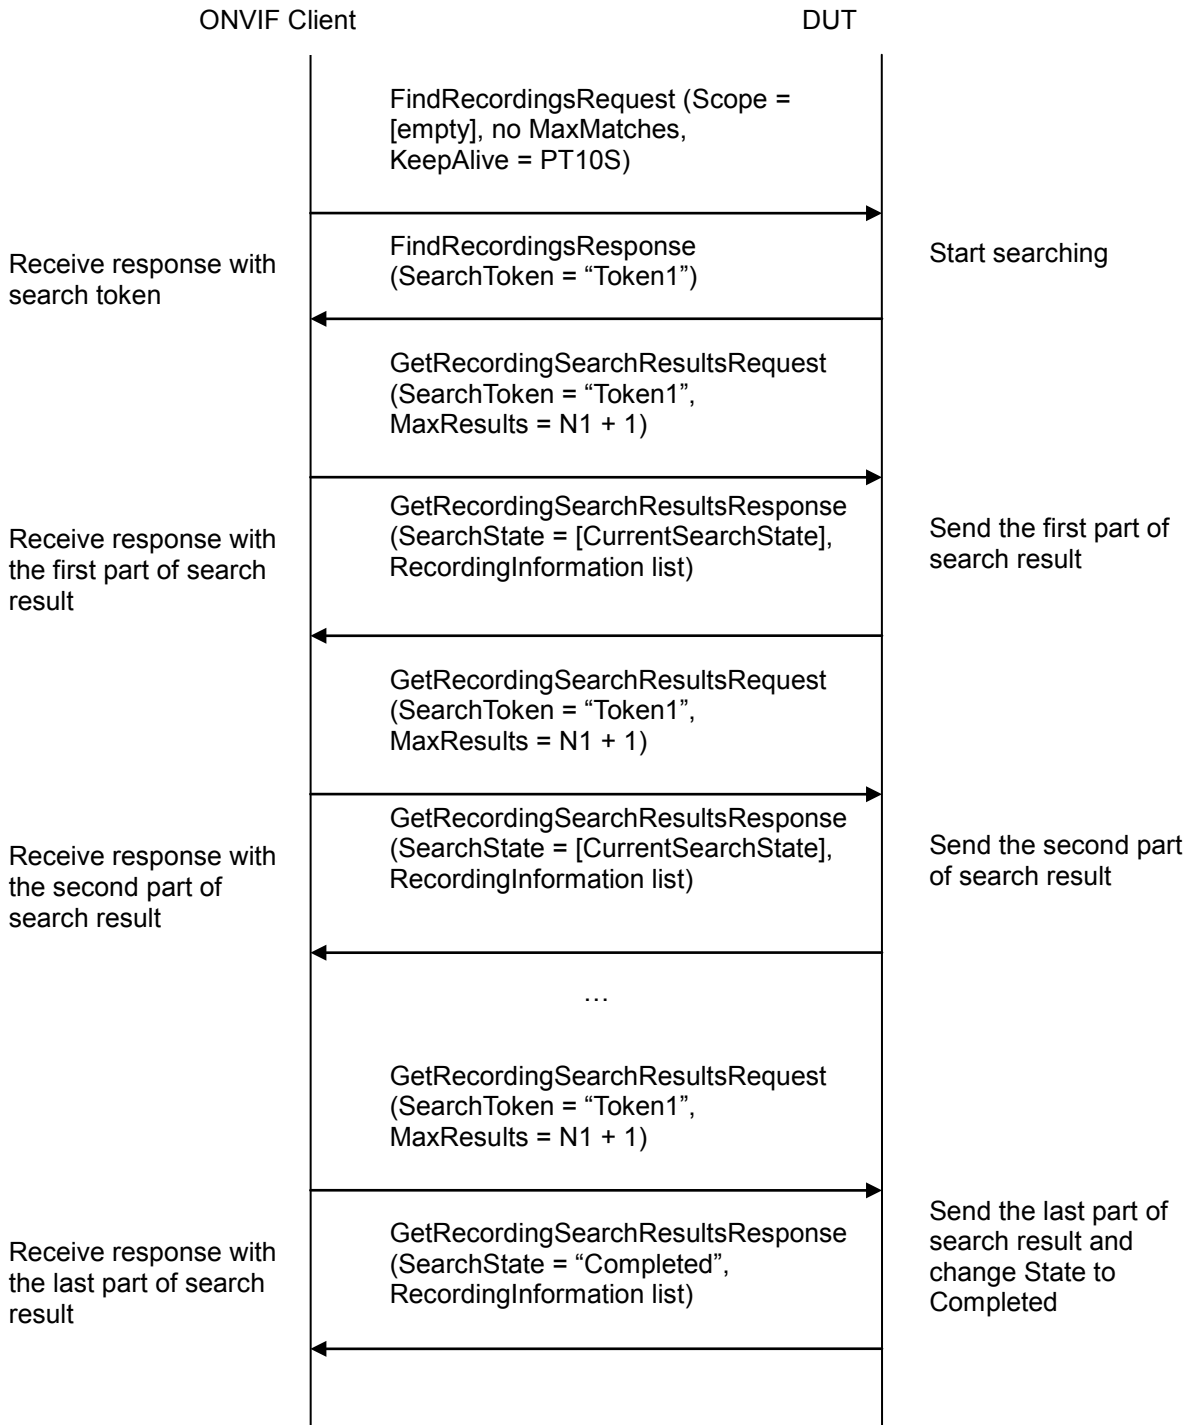 ONVIF Client
DUT
FindRecordingsRequest (Scope =
[empty], no MaxMatches,
KeepAlive = PT10S)
Receive response with
search token
FindRecordingsResponse
(SearchToken = “Token1”)
Start searching
GetRecordingSearchResultsRequest
(SearchToken = “Token1”,
MaxResults = N1 + 1)
Receive response with
the first part of search
result
GetRecordingSearchResultsResponse
(SearchState = [CurrentSearchState],
RecordingInformation list)
Send the first part of
search result
GetRecordingSearchResultsRequest
(SearchToken = “Token1”,
MaxResults = N1 + 1)
Receive response with
the second part of
search result
GetRecordingSearchResultsResponse
(SearchState = [CurrentSearchState],
RecordingInformation list)
Send the second part
of search result
…
GetRecordingSearchResultsRequest
(SearchToken = “Token1”,
MaxResults = N1 + 1)
Receive response with
the last part of search
result
GetRecordingSearchResultsResponse
(SearchState = “Completed”,
RecordingInformation list)
Send the last part of
search result and
change State to
Completed